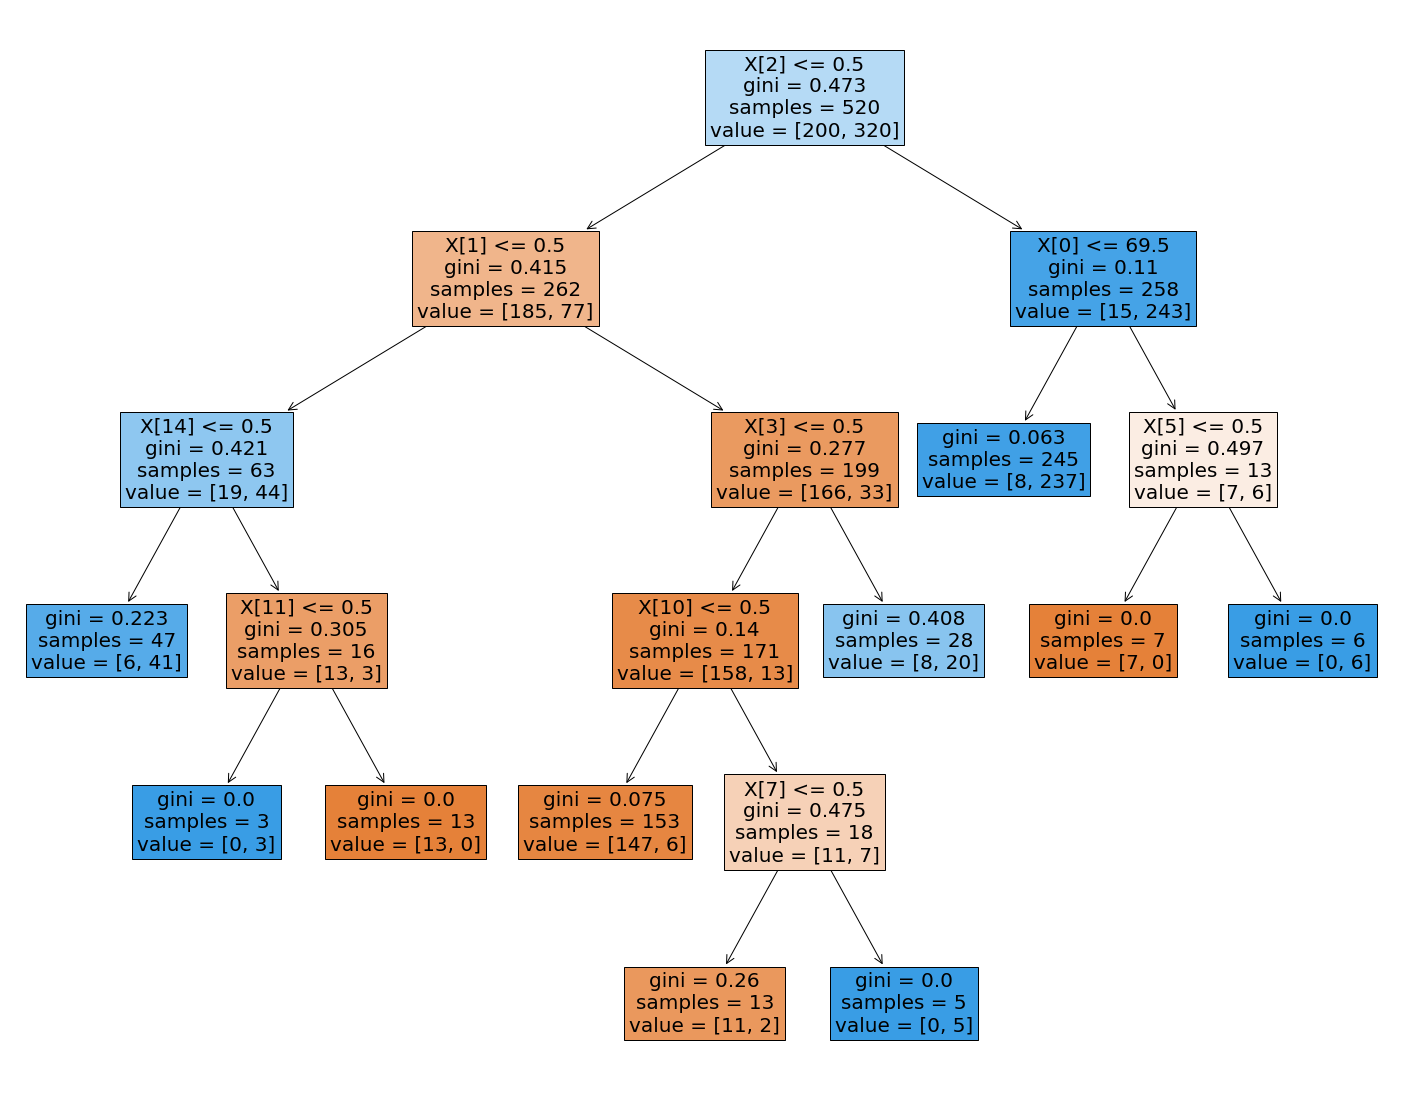 X[2] <= 0.5
gini = 0.473
samples = 520
value = [200, 320]
X[1] <= 0.5
gini = 0.415
samples = 262
value = [185, 77]
X[0] <= 69.5
gini = 0.11
samples = 258
value = [15, 243]
X[14] <= 0.5
gini = 0.421
samples = 63
value = [19, 44]
X[3] <= 0.5
gini = 0.277
samples = 199
value = [166, 33]
gini = 0.063
samples = 245
value = [8, 237]
X[5] <= 0.5
gini = 0.497
samples = 13
value = [7, 6]
gini = 0.223
samples = 47
value = [6, 41]
X[11] <= 0.5
gini = 0.305
samples = 16
value = [13, 3]
X[10] <= 0.5
gini = 0.14
samples = 171
value = [158, 13]
gini = 0.408
samples = 28
value = [8, 20]
gini = 0.0
samples = 7
value = [7, 0]
gini = 0.0
samples = 6
value = [0, 6]
gini = 0.0
samples = 3
value = [0, 3]
gini = 0.0
samples = 13
value = [13, 0]
gini = 0.075
samples = 153
value = [147, 6]
X[7] <= 0.5
gini = 0.475
samples = 18
value = [11, 7]
gini = 0.26
samples = 13
value = [11, 2]
gini = 0.0
samples = 5
value = [0, 5]